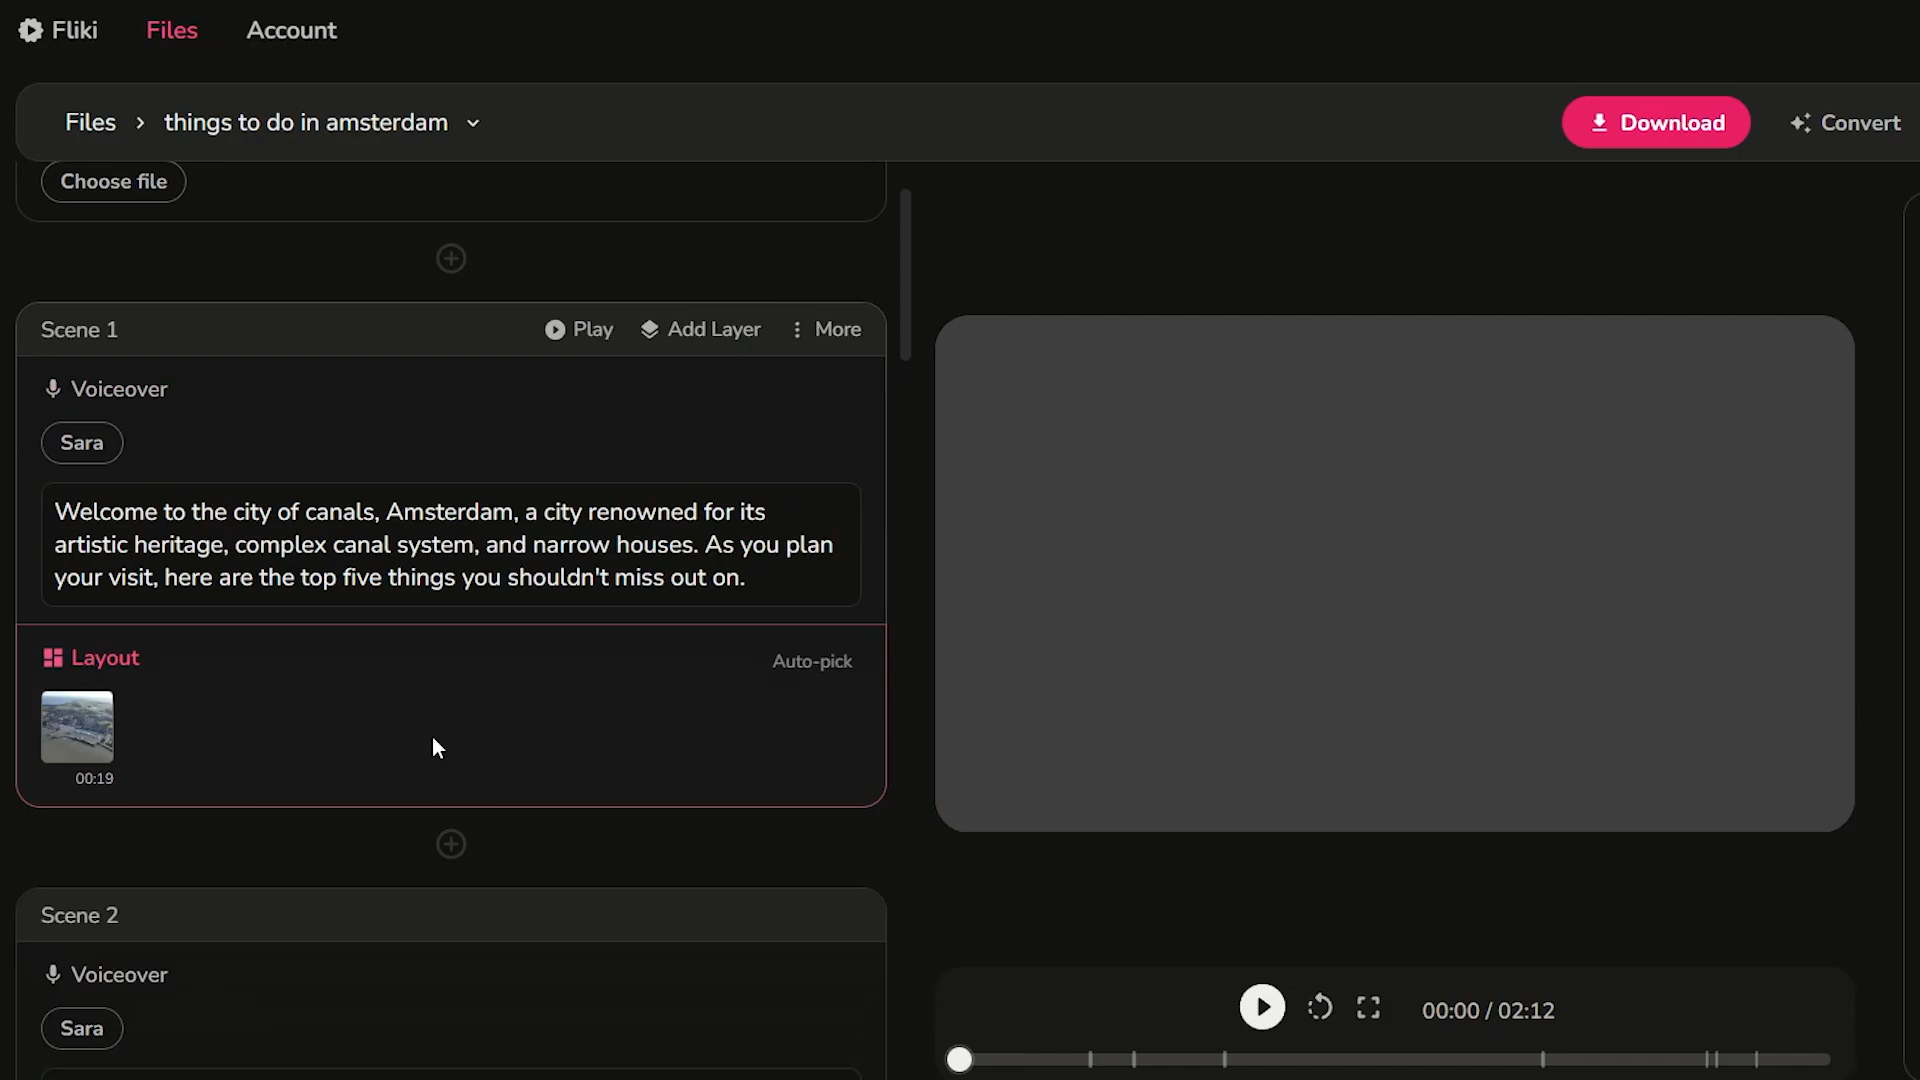 Fliki
Files
Account
Files > things to do in amsterdam
Download
Convert
Choose file
Scene 1
Play
Add Layer
More
Voiceover
Sara
Welcome to the city of canals, Amsterdam, a city renowned for its
artistic heritage, complex canal system, and narrow houses. As you plan
your visit, here are the top five things you shouldn't miss out on.
Layout
Auto-pick
00:19
Scene 2
Voiceover
Sara
00:00 / 02:12